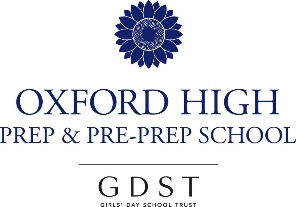 OXFORD HIGH
PREP & PRE-PREP SCHOOL
GDST
GIRLS' DAY SCHOOL TRUST